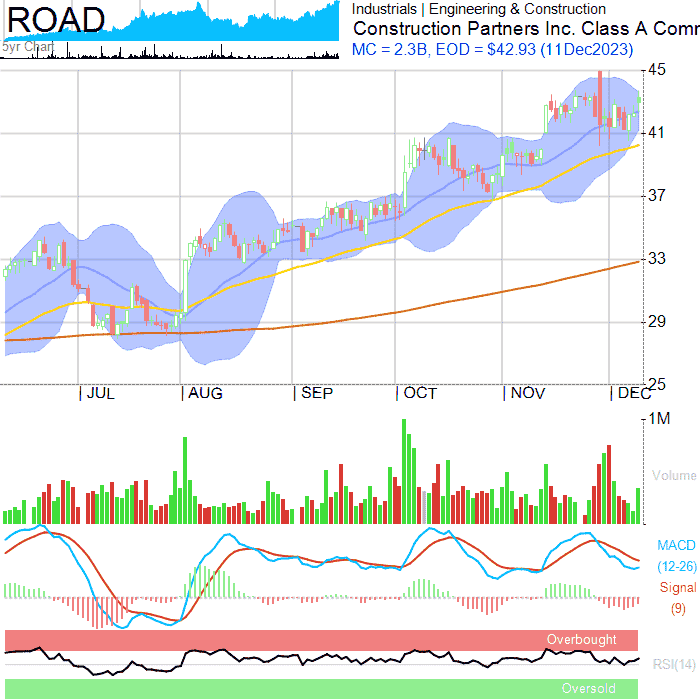 ROAD
5yr Chart
Industrials | Engineering & Construction
Construction Partners Inc. Class A Comm
MC = 2.3B, EOD = $42.93 (11Dec2023)
45
41
37
33
29
25
JUL AUG SEP OCT NOV DEC
1M
Volume
MACD
(12-26)
Signal
(9)
Overbought
RSI(14)
Oversold